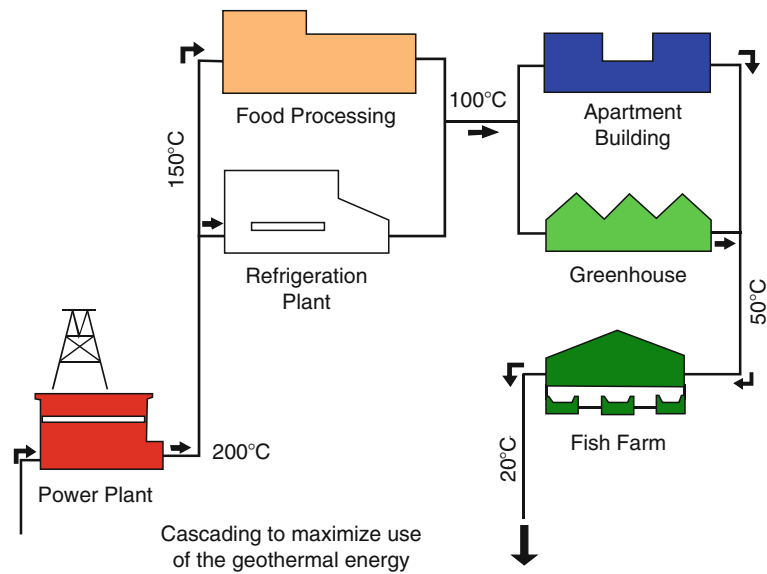 Food Processing
150°C
100°C
Apartment
Building
Refrigeration
Plant
Greenhouse
50°C
200°C
Power Plant
20°C
Fish Farm
Cascading to maximize use
of the geothermal energy